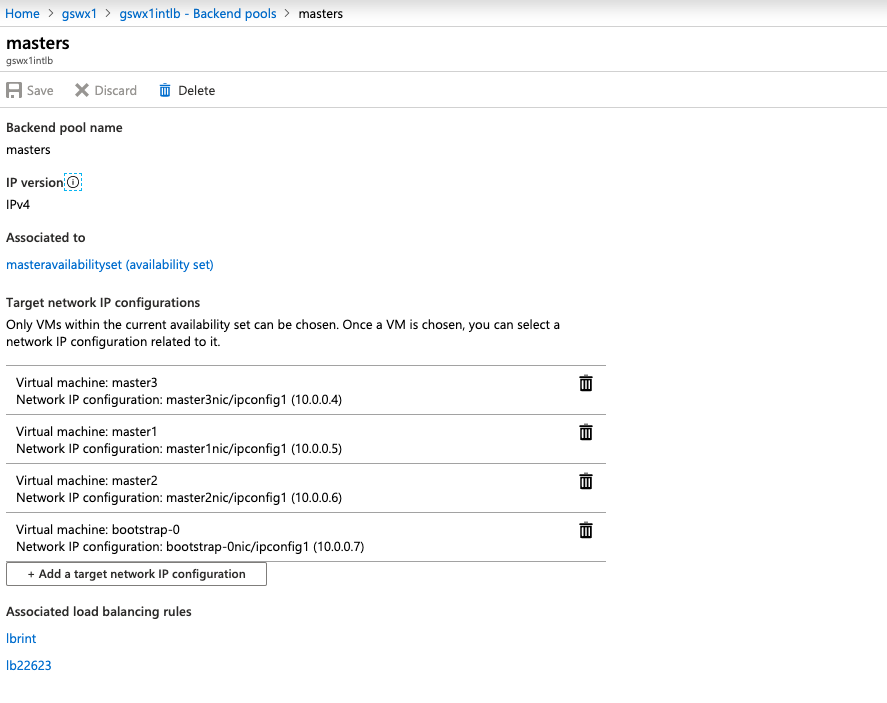 Home > gswx1 > gswx1intlb - Backend pools > masters
masters
gswx1intlb
Save Discard Delete
Backend pool name
masters
IP version
IPv4
Associated to
masteravailabilityset (availability set)
Target network IP configurations
Only VMs within the current availability set can be chosen. Once a VM is chosen, you can select a
network IP configuration related to it.
Virtual machine: master3
Network IP configuration: master3nic/ipconfig1 (10.0.0.4)
Virtual machine: master1
Network IP configuration: master1nic/ipconfig1 (10.0.0.5)
Virtual machine: master2
Network IP configuration: master2nic/ipconfig1 (10.0.0.6)
Virtual machine: bootstrap-0
Network IP configuration: bootstrap-0nic/ipconfig1 (10.0.0.7)
+ Add a target network IP configuration
Associated load balancing rules
lbrint
lb22623